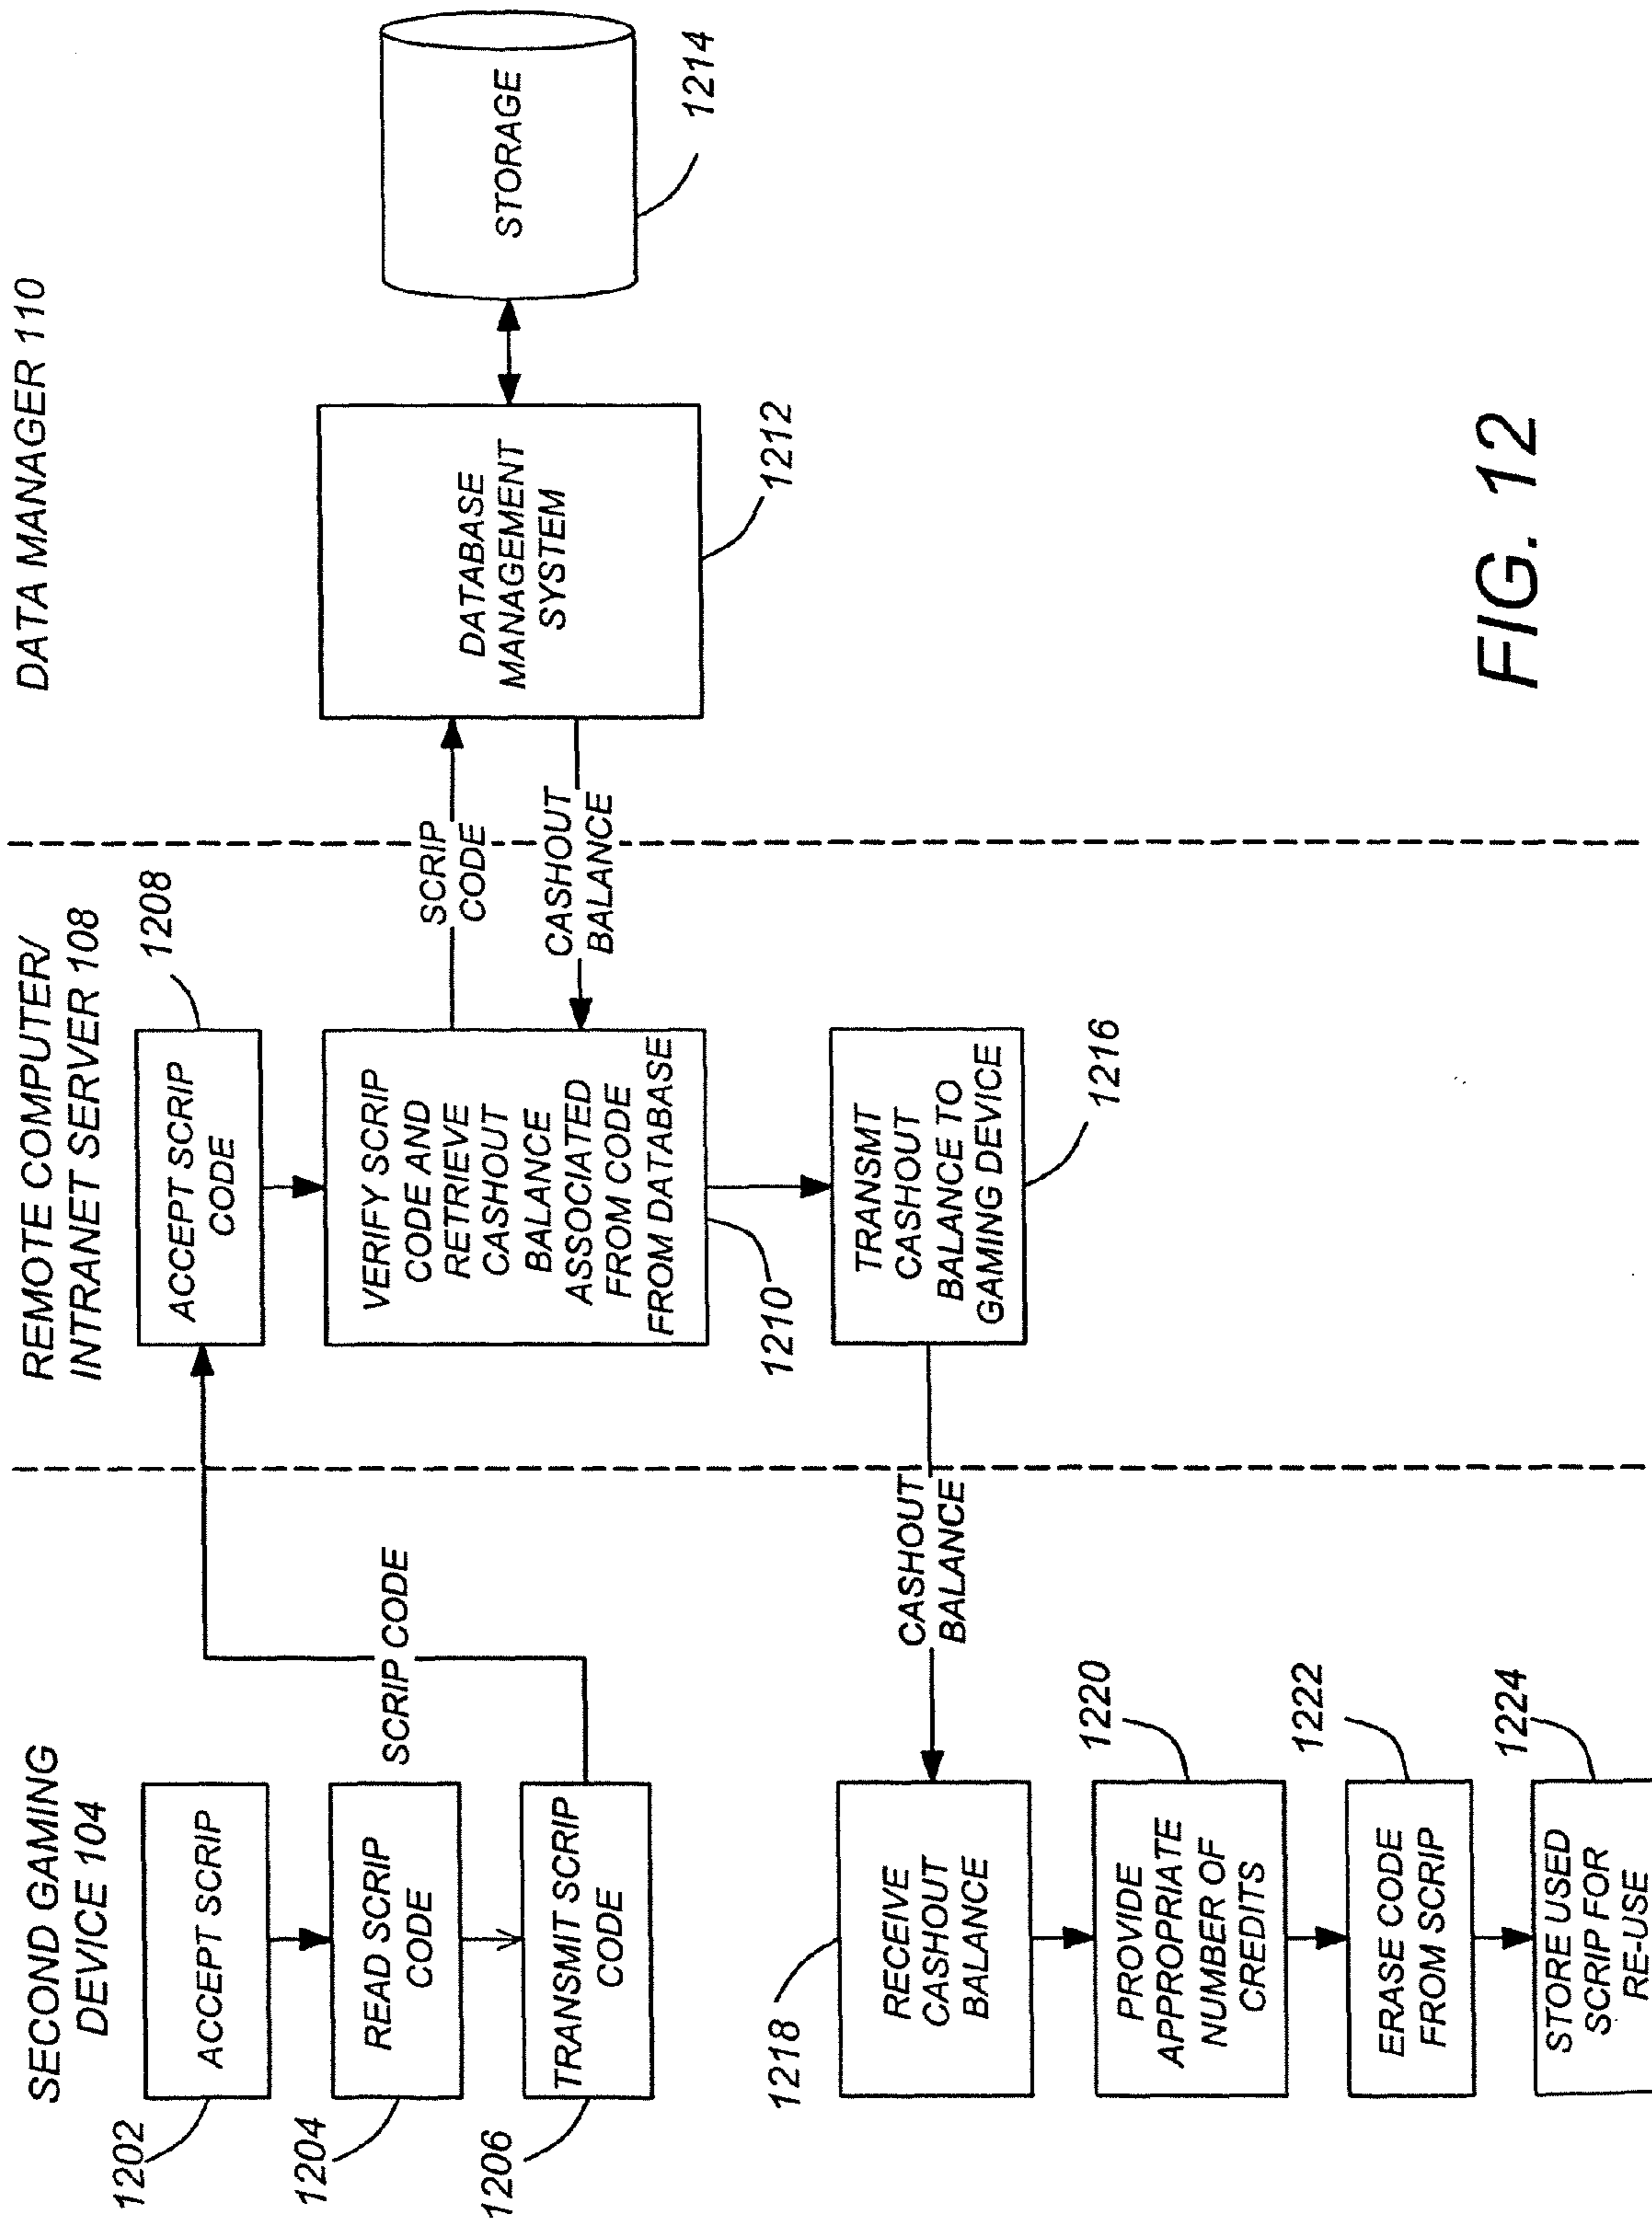 SECOND GAMING
DEVICE 104
1202
ACCEPT SCRIP
1204
READ SCRIP
CODE
1206
TRANSMIT SCRIP
CODE
SCRIP CODE
1218
RECEIVE
CASHOUT
BALANCE
PROVIDE
APPROPRIATE
NUMBER OF
CREDITS
1220
ERASE CODE
FROM SCRIP
1222
STORE USED
SCRIP FOR
RE-USE
1224
REMOTE COMPUTER/
INTRANET SERVER 108
ACCEPT SCRIP
CODE
1208
VERIFY SCRIP
CODE AND
RETRIEVE
CASHOUT
BALANCE
ASSOCIATED
FROM CODE
FROM DATABASE
1210
TRANSMT
CASHOUT
BALANCE TO
GAMING DEVICE
1216
CASHOUT
BALANCE
SCRIP
CODE
CASHOUT
BALANCE
DATA MANAGER 110
DATABASE
MANAGEMENT
SYSTEM
1212
STORAGE
1214
FIG. 12